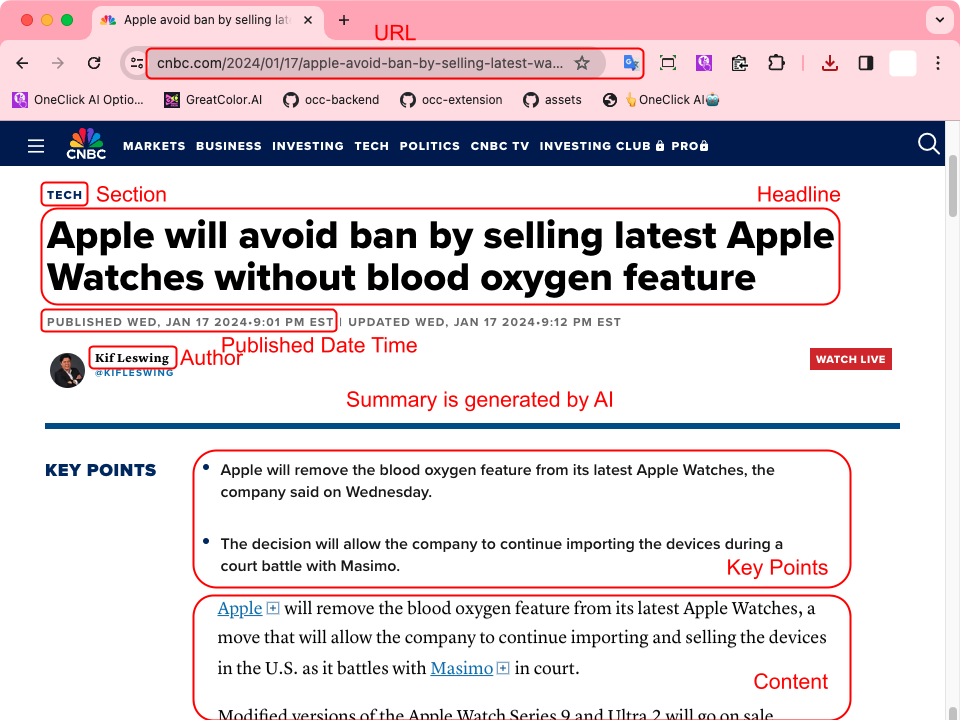 Apple avoid ban by selling lat
URL
cnbc.com/2024/01/17/apple-avoid-ban-by-selling-latest-wa...
OneClick AI Optio... GreatColor.AI occ-backend occ-extension assets 👆OneClick AI🤖
CNBC MARKETS BUSINESS INVESTING TECH POLITICS CNBC TV INVESTING CLUB PRO
TECH Section Headline
Apple will avoid ban by selling latest Apple
Watches without blood oxygen feature
PUBLISHED WED, JAN 17 2024•9:01 PM EST | UPDATED WED, JAN 17 2024•9:12 PM EST
Published Date Time
Kif Leswing Author
@KIFLESWING
WATCH LIVE
Summary is generated by AI
KEY POINTS
• Apple will remove the blood oxygen feature from its latest Apple Watches, the
company said on Wednesday.
• The decision will allow the company to continue importing the devices during a
court battle with Masimo.
Key Points
Apple will remove the blood oxygen feature from its latest Apple Watches, a
move that will allow the company to continue importing and selling the devices
in the U.S. as it battles with Masimo in court.
Content
Modified versions of the Apple Watch Series 9 and Ultra 2 will go on sale